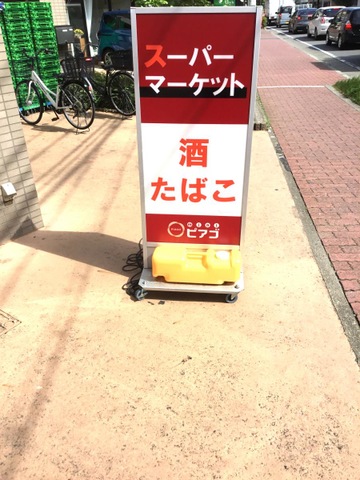 スーパー
マーケット
酒
たばこ
ピアゴ